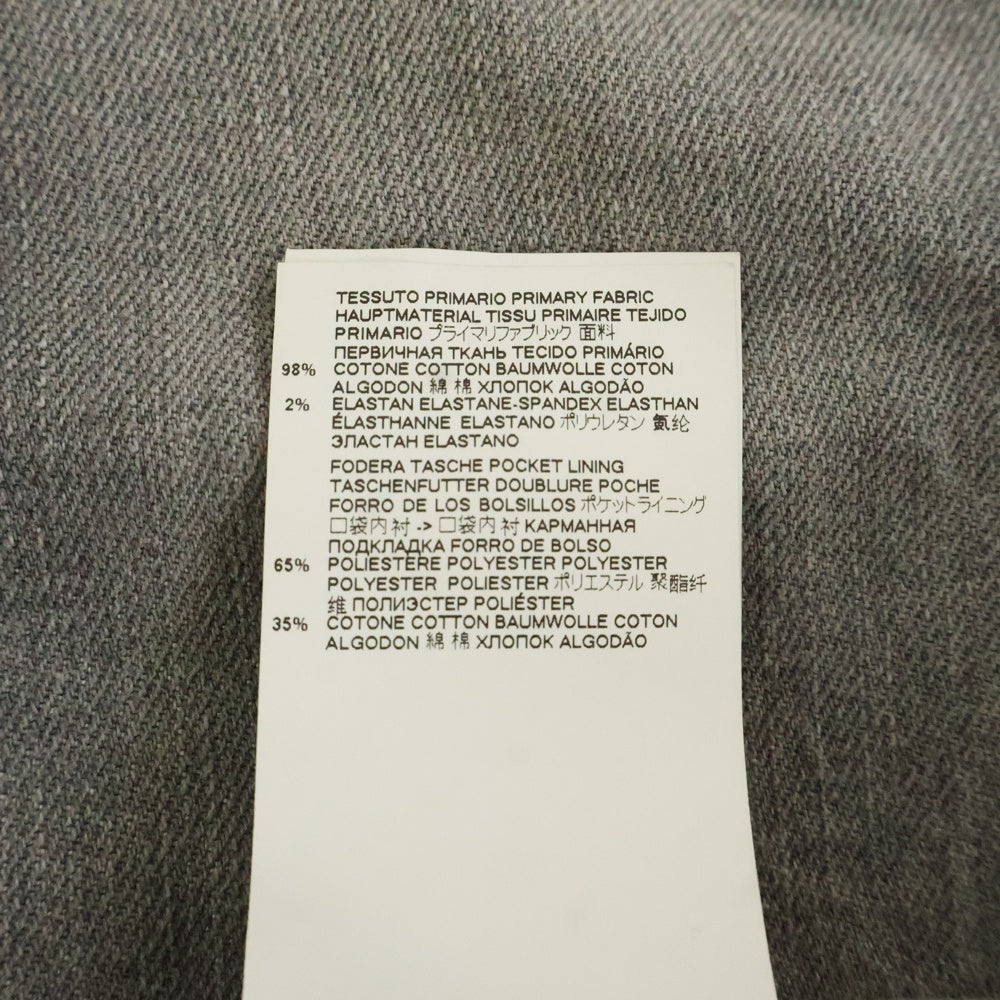 TESSUTO PRIMARIO PRIMARY FABRIC
HAUPTMATERIAL TISSU PRIMAIRE TEJIDO
PRIMARIO プライマリファブリック 面料
ПЕРВИЧНАЯ ТКАНЬ TECIDO PRIMÁRIO
98% COTONE COTTON BAUMWOLLE COTON
ALGODON 綿 棉 ХЛОПОК ALGODÃO
2% ELASTAN ELASTANE-SPANDEX ELASTHAN
ÉLASTHANNE ELASTANO ポリウレタン 氨纶
ЭЛАСТАН ELASTANO
FODERA TASCHE POCKET LINING
TASCHENFUTTER DOUBLURE POCHE
FORRO DE LOS BOLSILLOS ポケットライニング
口袋内衬 -> 口袋内衬 КАРМАННАЯ
ПОДКЛАДКА FORRO DE BOLSO
65% POLIESTERE POLYESTER POLYESTER
POLYESTER POLIESTER ポリエステル 聚酯纤
维 ПОЛИЭСТЕР POLIÉSTER
35% COTONE COTTON BAUMWOLLE COTON
ALGODON 綿 棉 ХЛОПОК ALGODÃO